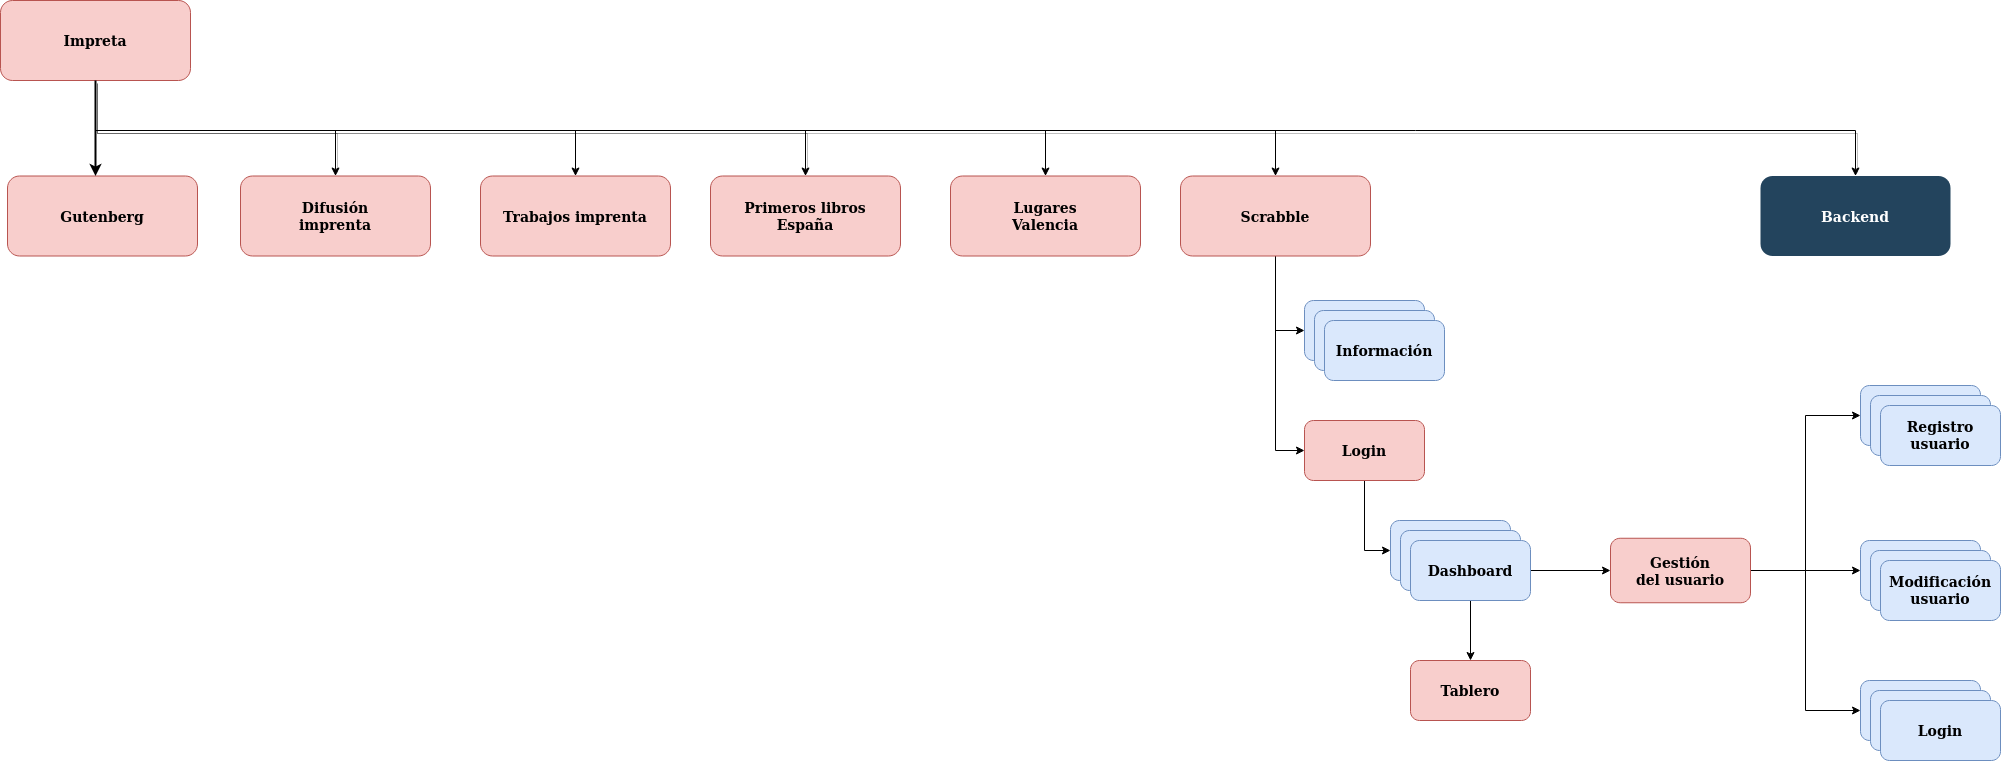 Impreta
Gutenberg
Difusión
imprenta
Trabajos imprenta
Primeros libros
España
Lugares
Valencia
Scrabble
Backend
Información
Login
Registro
usuario
Dashboard
Gestión
del usuario
Modificación
usuario
Tablero
Login